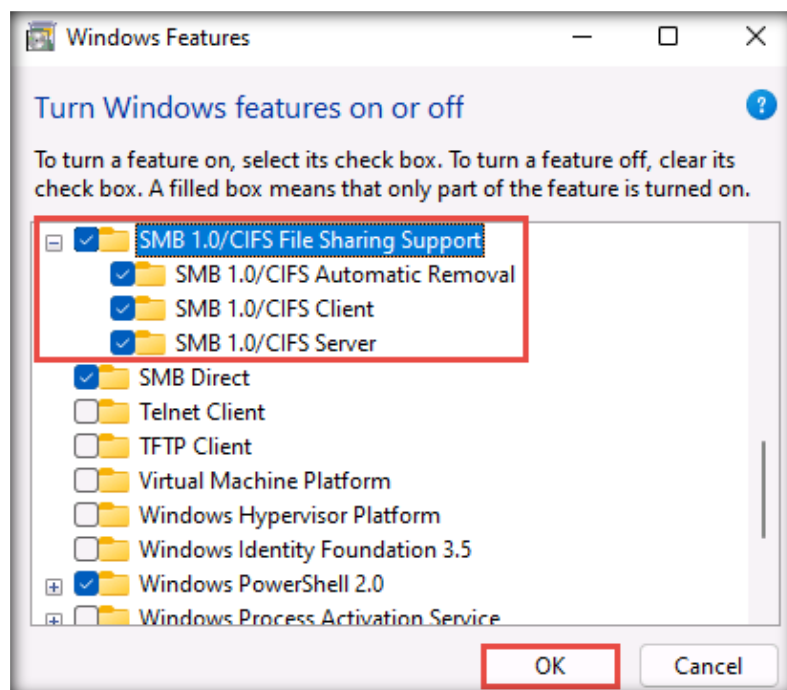 Windows Features
Turn Windows features on or off
?
To turn a feature on, select its check box. To turn a feature off, clear its
check box. A filled box means that only part of the feature is turned on.
SMB 1.0/CIFS File Sharing Support
SMB 1.0/CIFS Automatic Removal
SMB 1.0/CIFS Client
SMB 1.0/CIFS Server
SMB Direct
Telnet Client
TFTP Client
Virtual Machine Platform
Windows Hypervisor Platform
Windows Identity Foundation 3.5
Windows PowerShell 2.0
Windows Process Activation Service
OK Cancel